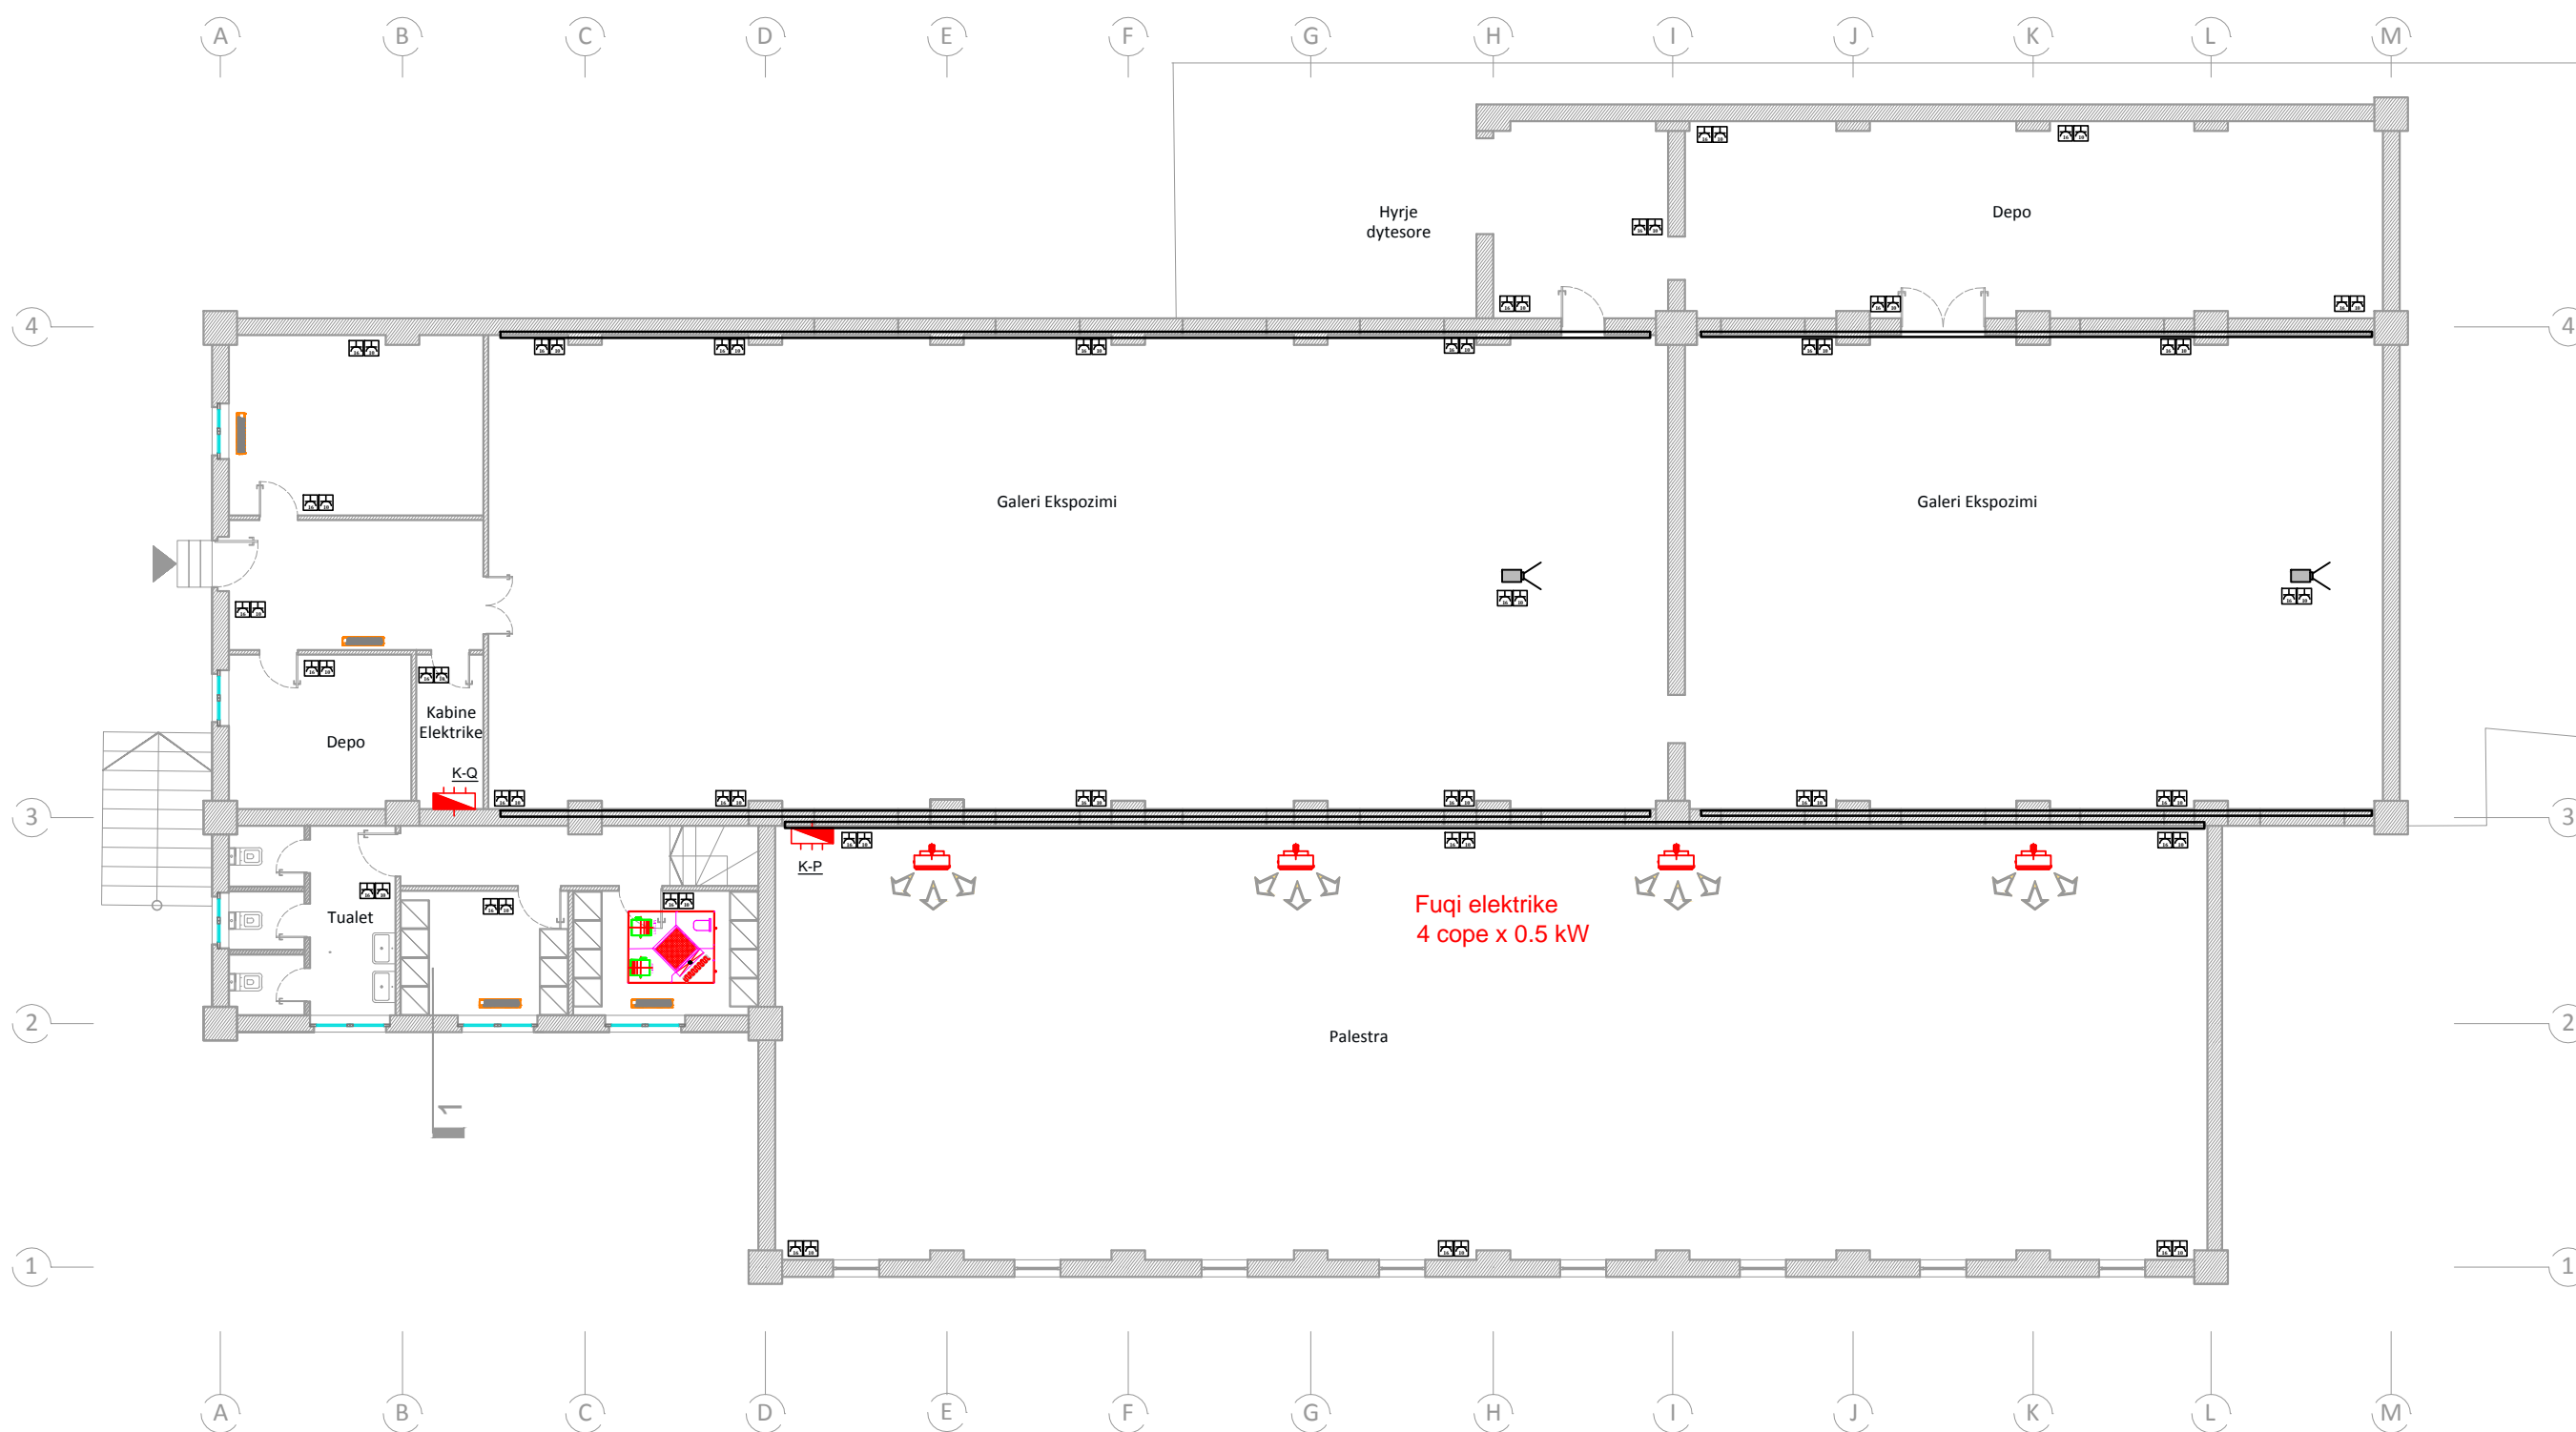 A B C D E F G H I J K L M
Hyrje
dytesore
Depo
4 4
Galeri Ekspozimi
Galeri Ekspozimi
Kabine
Elektrike
Depo
K-Q
3 3
K-P
Tualet
Fuqi elektrike
4 cope x 0.5 kW
2 2
Palestra
1
1 1
A B C D E F G H I J K L M